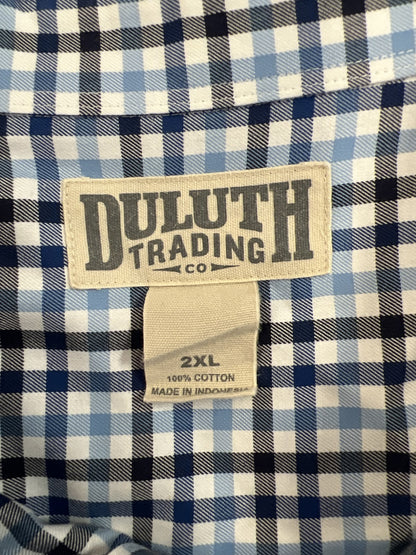 DULUTH
TRADING
CO
2XL
100% COTTON
MADE IN INDONESIA